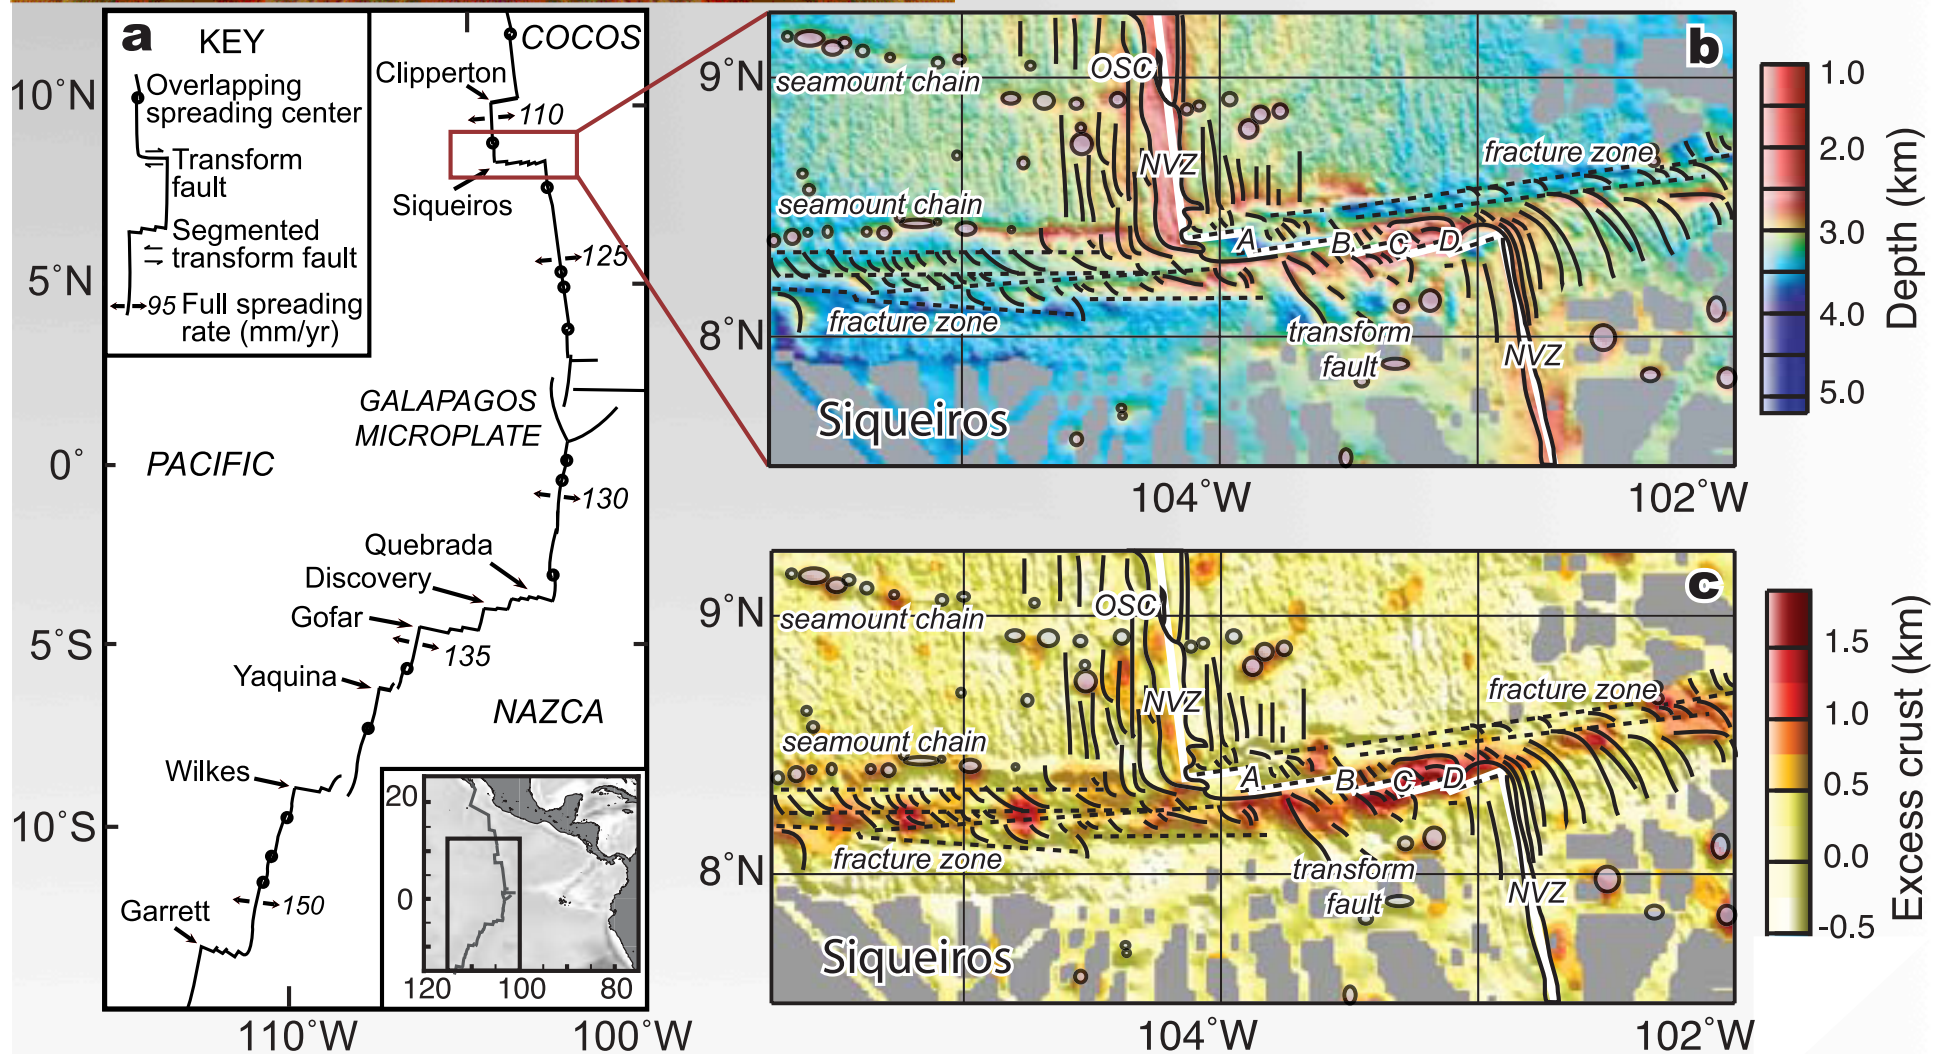 a
KEY
Overlapping
spreading center
Transform
fault
Segmented
transform fault
95 Full spreading
rate (mm/yr)
10°N
5°N
0°
5°S
10°S
110°W
100°W
COCOS
Clipperton
110
Siqueiros
125
GALAPAGOS
MICROPLATE
PACIFIC
130
Quebrada
Discovery
Gofar
135
Yaquina
NAZCA
Wilkes
Garrett
150
20
0
120
100
80
b
9°N
8°N
104°W
102°W
seamount chain
OSC
NVZ
fracture zone
seamount chain
A
B
C
D
fracture zone
transform
fault
NVZ
Siqueiros
1.0
2.0
3.0
4.0
5.0
Depth (km)
c
9°N
8°N
104°W
102°W
seamount chain
OSC
NVZ
fracture zone
seamount chain
A
B
C
D
fracture zone
transform
fault
NVZ
Siqueiros
1.5
1.0
0.5
0.0
-0.5
Excess crust (km)